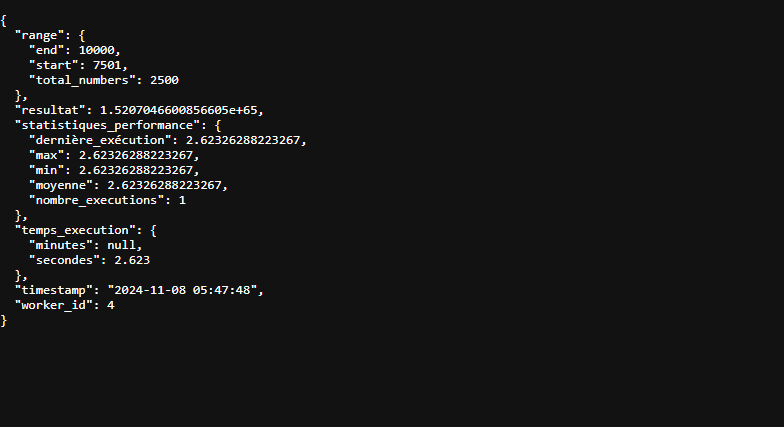 {
  "range": {
    "end": 10000,
    "start": 7501,
    "total_numbers": 2500
  },
  "resultat": 1.5207046600856605e+65,
  "statistiques_performance": {
    "dernière_exécution": 2.62326288223267,
    "max": 2.62326288223267,
    "min": 2.62326288223267,
    "moyenne": 2.62326288223267,
    "nombre_executions": 1
  },
  "temps_execution": {
    "minutes": null,
    "secondes": 2.623
  },
  "timestamp": "2024-11-08 05:47:48",
  "worker_id": 4
}